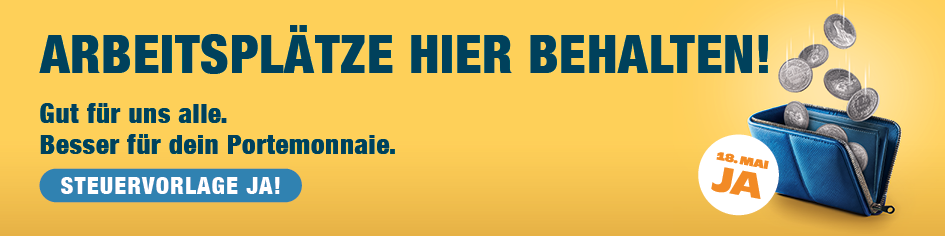 ARBEITSPLÄTZE HIER BEHALTEN!
Gut für uns alle.
Besser für dein Portemonnaie.
STEUERVORLAGE JA!
18. MAI
JA